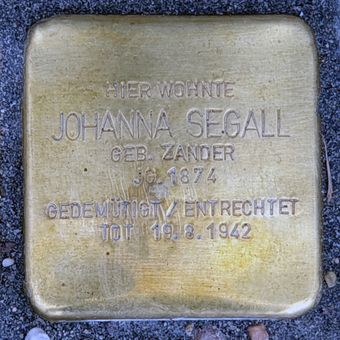 HIER WOHNTE
JOHANNA SEGALL
GEB. ZANDER
JG. 1874
GEDEMÜTIGT / ENTRECHTET
TOT 19.8.1942